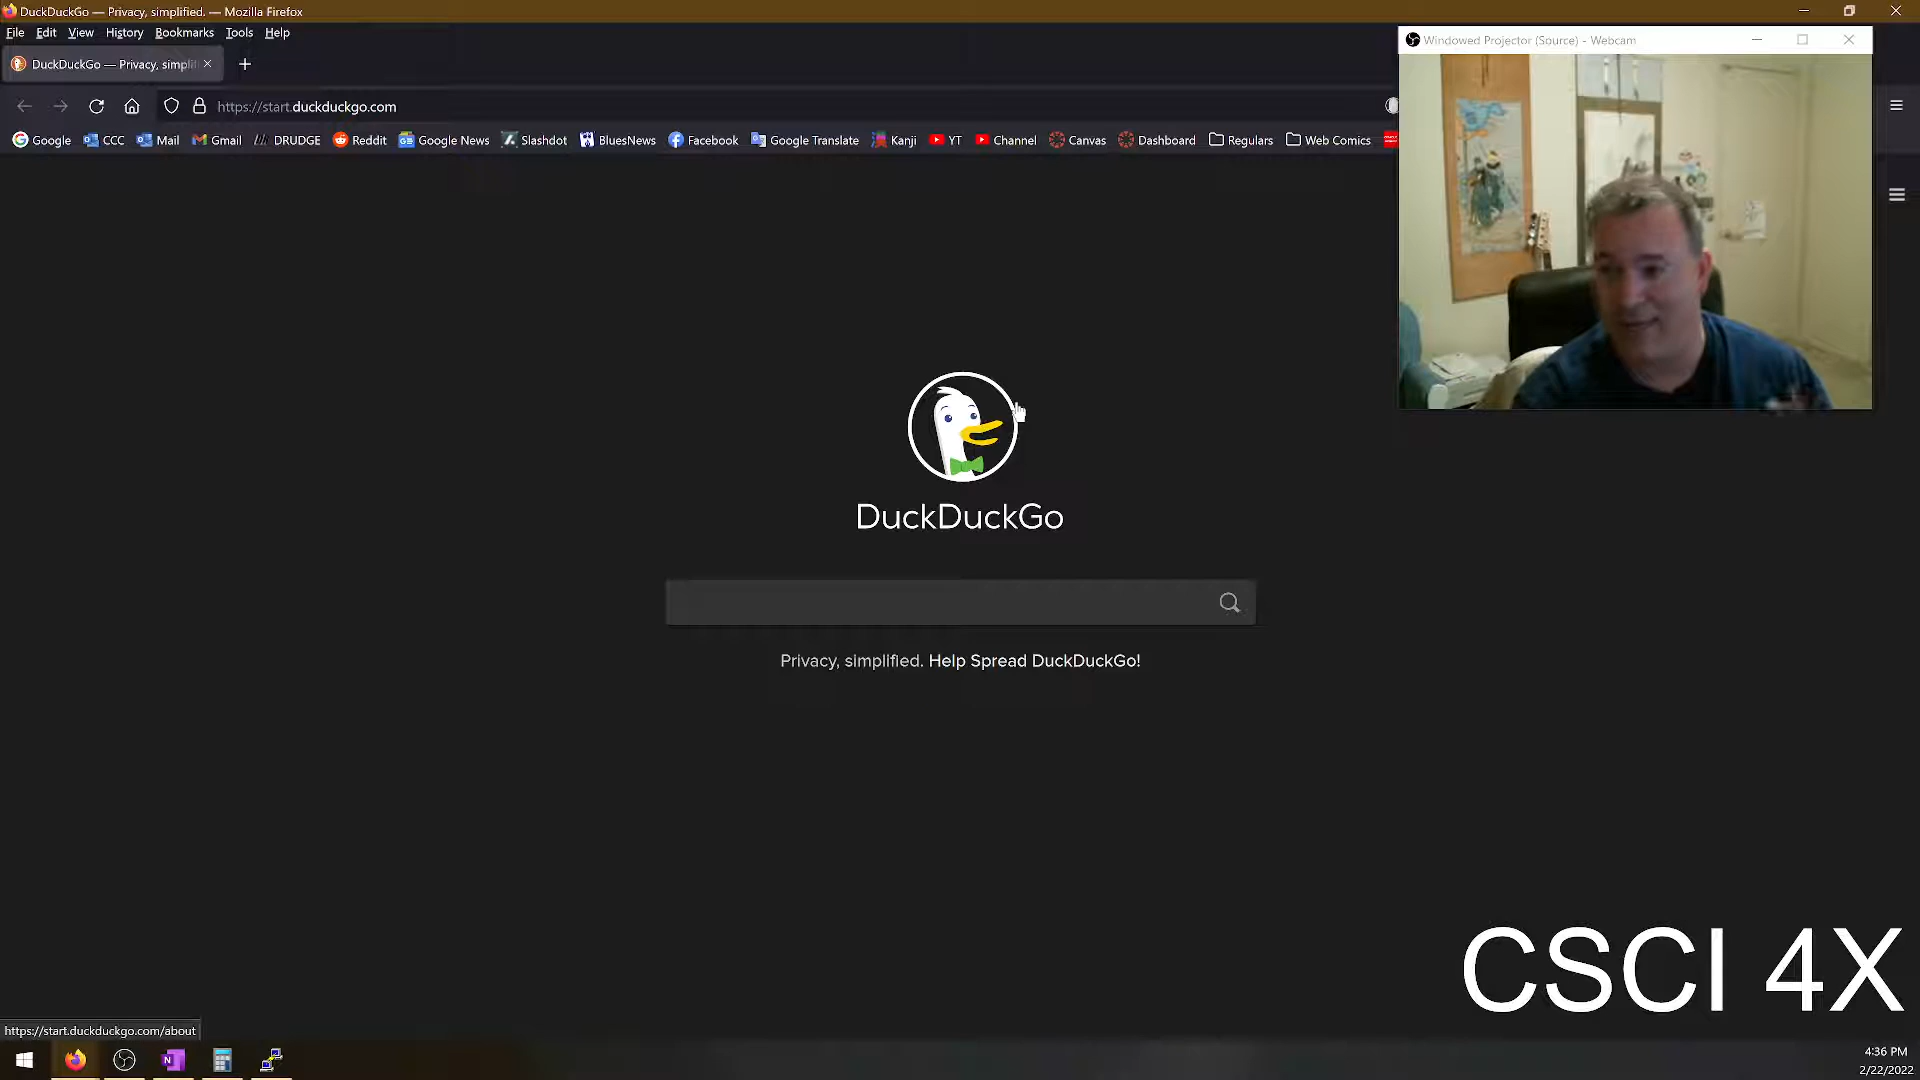 DuckDuckGo — Privacy, simplified. — Mozilla Firefox
File Edit View History Bookmarks Tools Help
Windowed Projector (Source) - Webcam
DuckDuckGo — Privacy, simplifi
https://start.duckduckgo.com
Google CCC Mail Gmail DRUDGE Reddit Google News Slashdot BluesNews Facebook Google Translate Kanji YT Channel Canvas Dashboard Regulars Web Comics
DuckDuckGo
Privacy, simplified. Help Spread DuckDuckGo!
CSCI 4X
https://start.duckduckgo.com/about
4:36 PM
2/22/2022